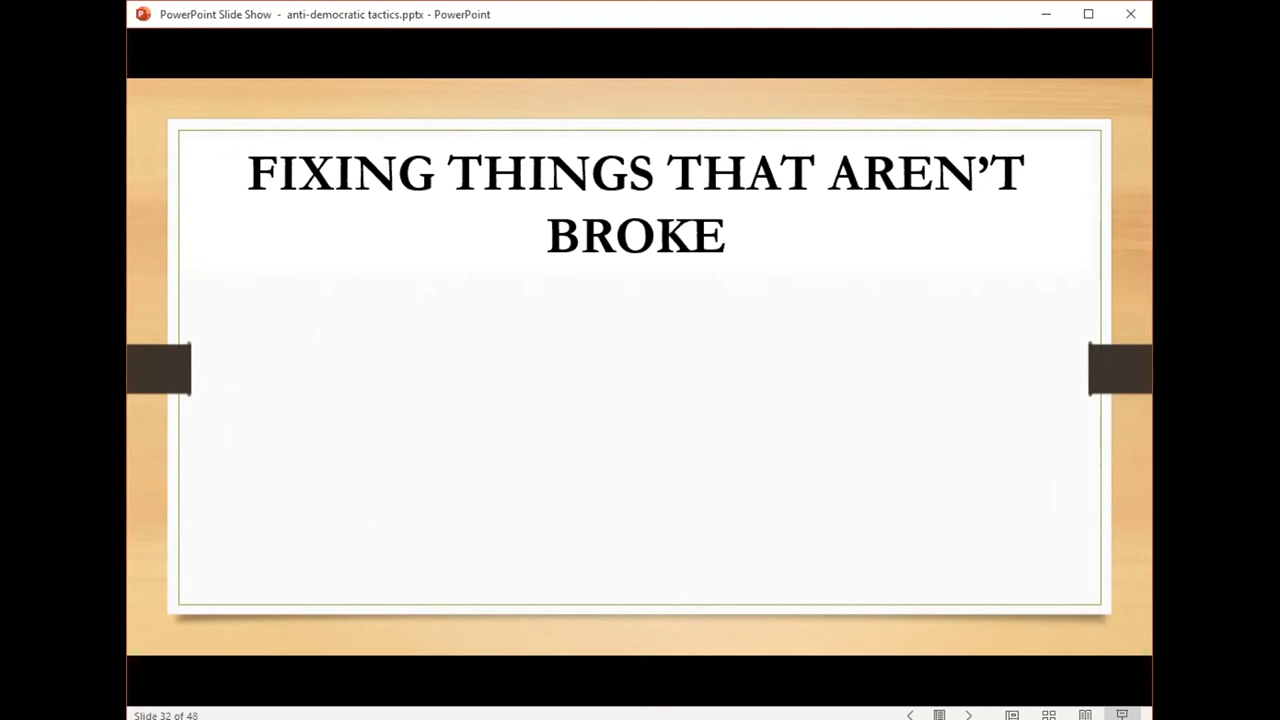 PowerPoint Slide Show - anti-democratic tactics.pptx - PowerPoint
FIXING THINGS THAT AREN’T
BROKE
Slide 32 of 48